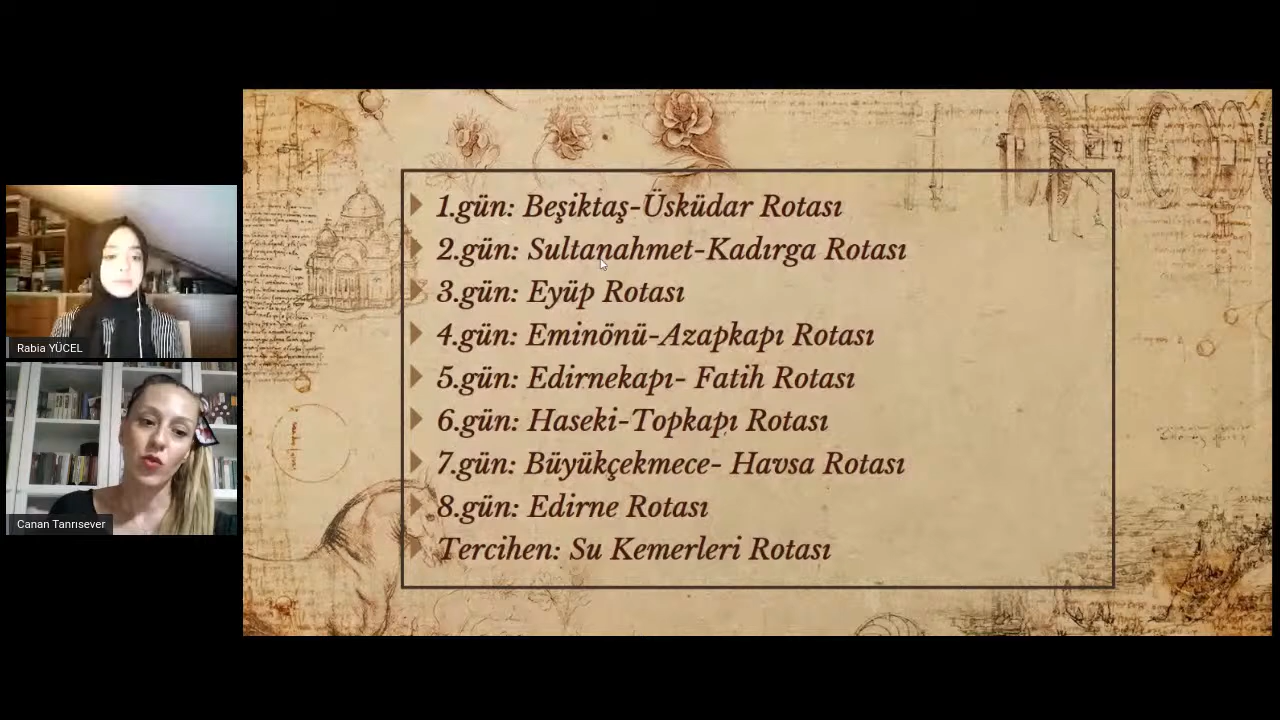 1.gün: Beşiktaş-Üsküdar Rotası
2.gün: Sultanahmet-Kadırga Rotası
3.gün: Eyüp Rotası
4.gün: Eminönü-Azapkapı Rotası
5.gün: Edirnekapı- Fatih Rotası
6.gün: Haseki-Topkapı Rotası
7.gün: Büyükçekmece- Havsa Rotası
8.gün: Edirne Rotası
Tercihen: Su Kemerleri Rotası
Rabia YÜCEL
Canan Tanrısever